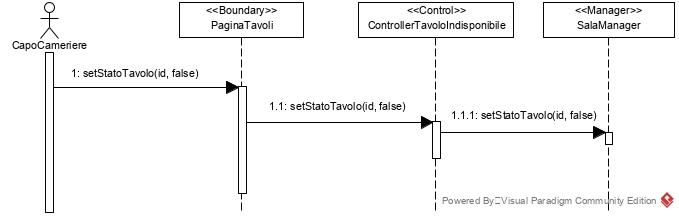 <<Boundary>>
PaginaTavoli
<<Control>>
ControllerTavoloIndisponibile
<<Manager>>
SalaManager
CapoCameriere
1: setStatoTavolo(id, false)
1.1: setStatoTavolo(id, false)
1.1.1: setStatoTavolo(id, false)
Powered By Visual Paradigm Community Edition